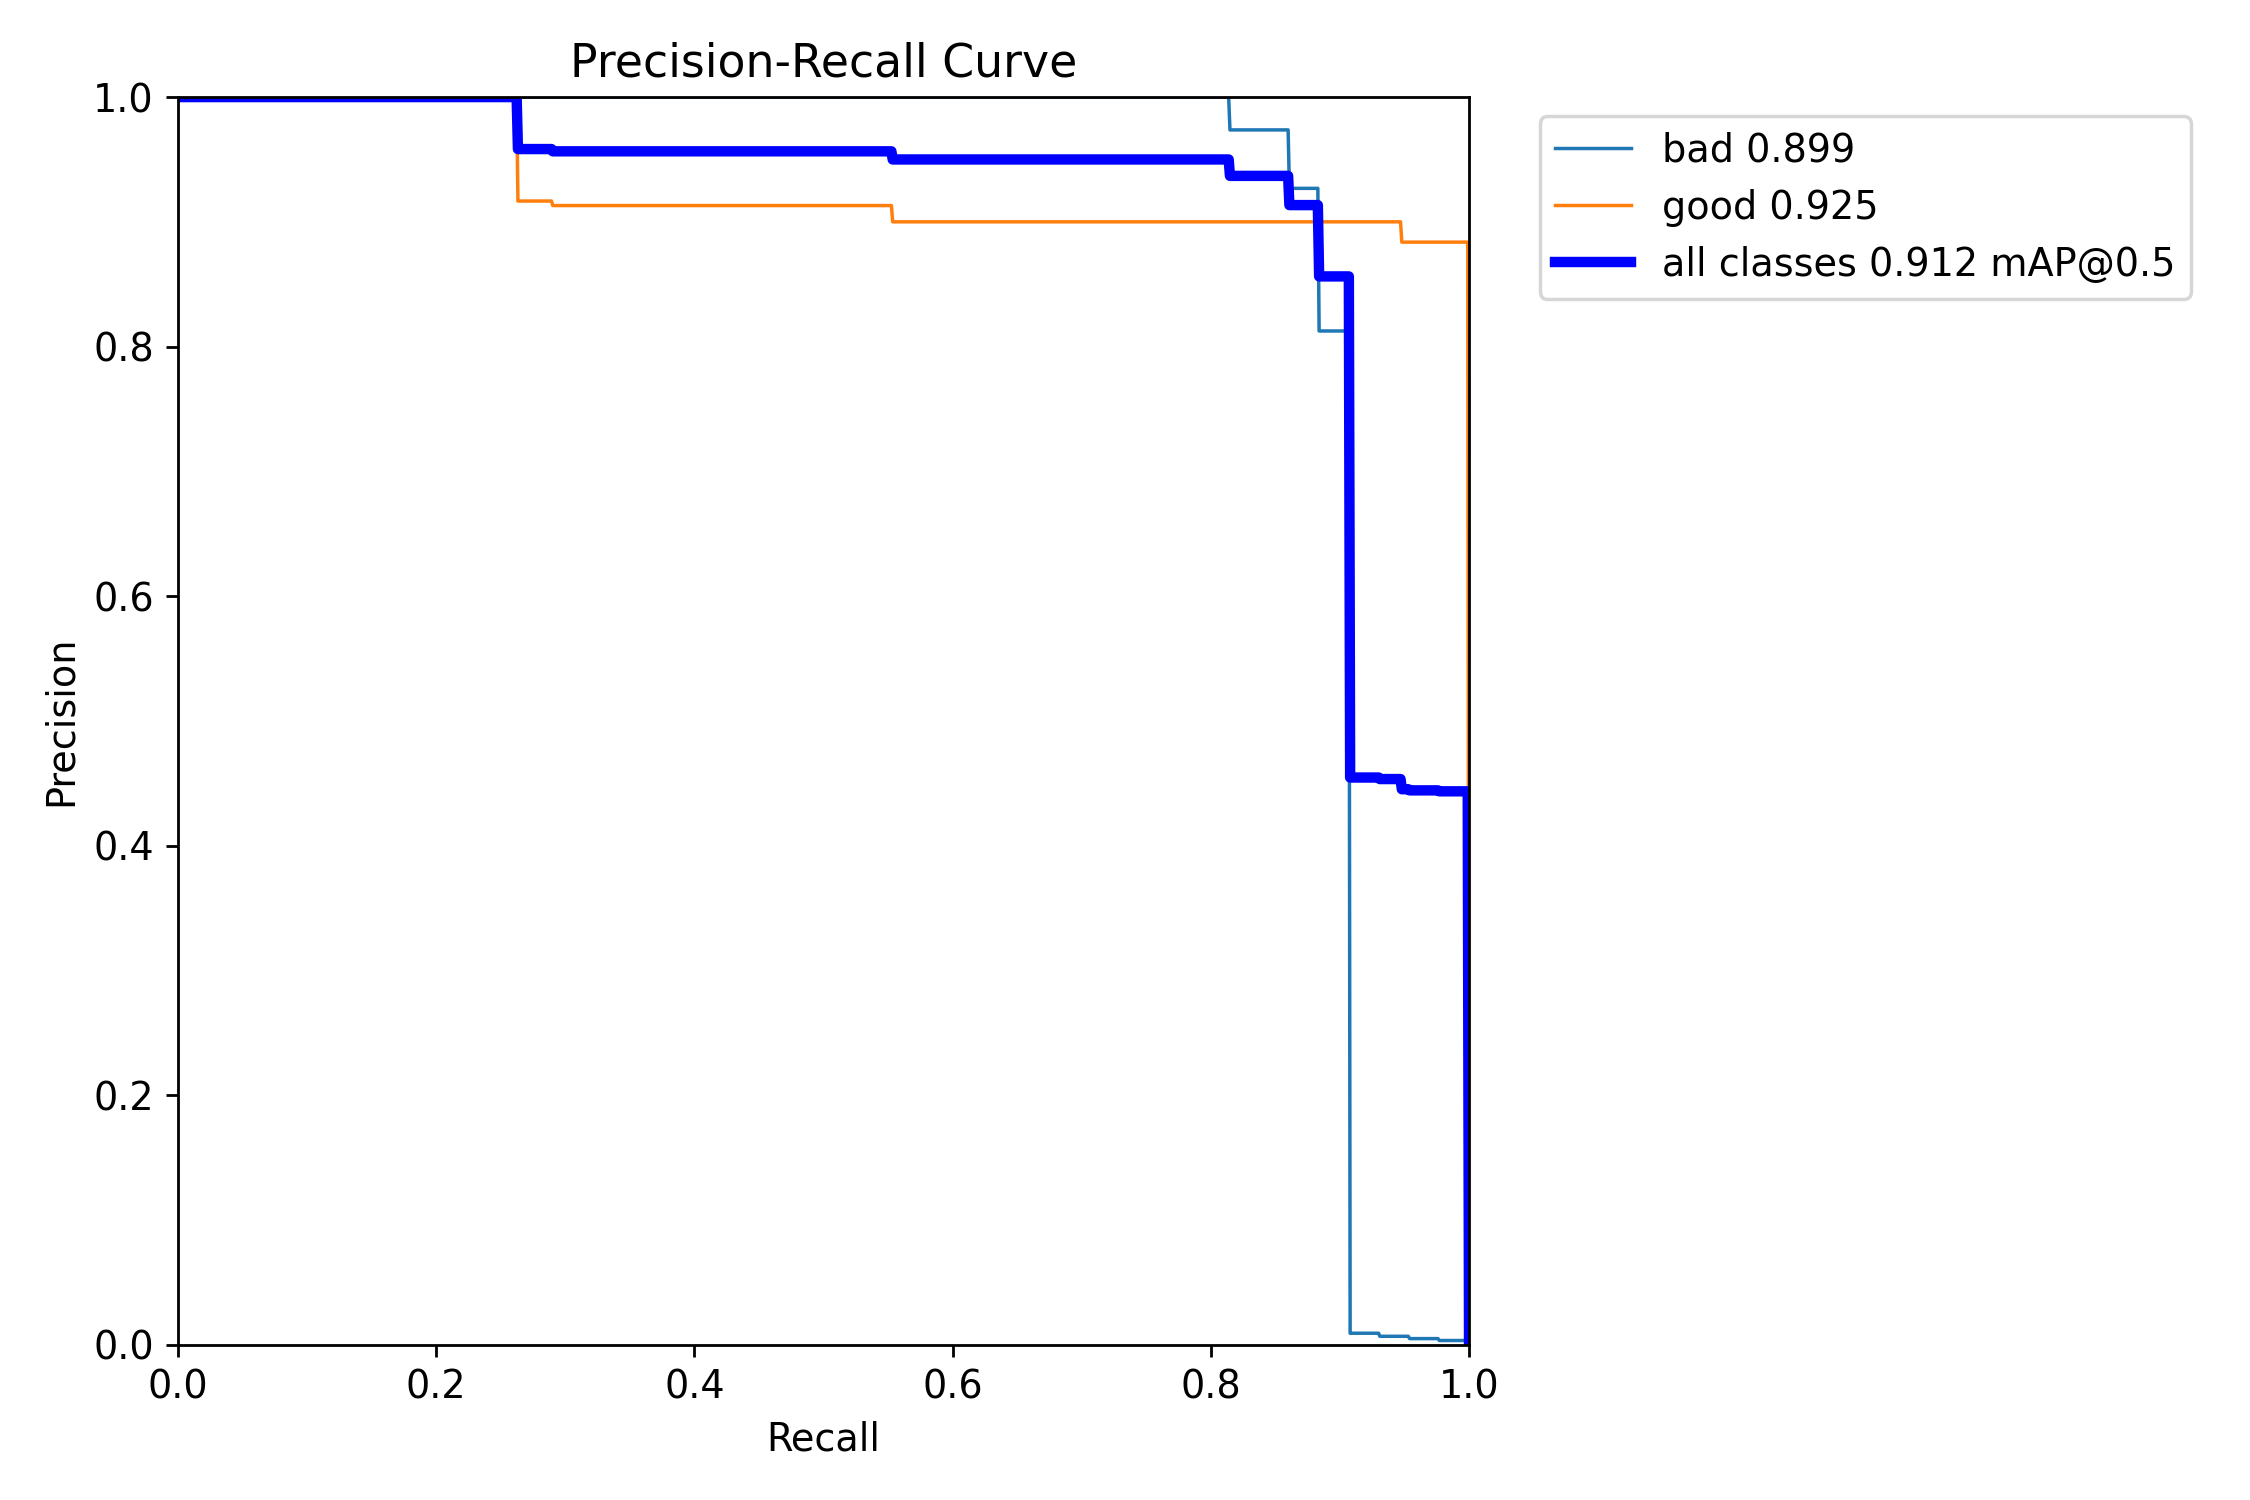 Precision-Recall Curve
1.0
0.8
0.6
0.4
0.2
0.0
Precision
0.0 0.2 0.4 0.6 0.8 1.0
Recall
bad 0.899
good 0.925
all classes 0.912 mAP@0.5